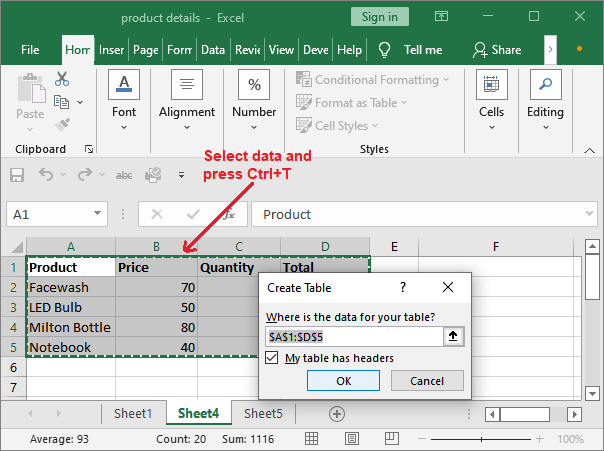 product details - Excel
Sign in
File Hom Inser Page Form Data Revie View Deve Help Tell me Share
Paste
Clipboard
Font
Alignment
%
Number
Conditional Formatting
Format as Table
Cell Styles
Styles
Cells
Editing
Select data and
press Ctrl+T
abc
A1 fx Product
A B C D E F
1 Product Price Quantity Total
2 Facewash 70
3 LED Bulb 50
4 Milton Bottle 80
5 Notebook 40
6
7
Create Table ?
Where is the data for your table?
$A$1:$D$5
My table has headers
OK Cancel
Sheet1 Sheet4 Sheet5
Average: 93 Count: 20 Sum: 1116 100%